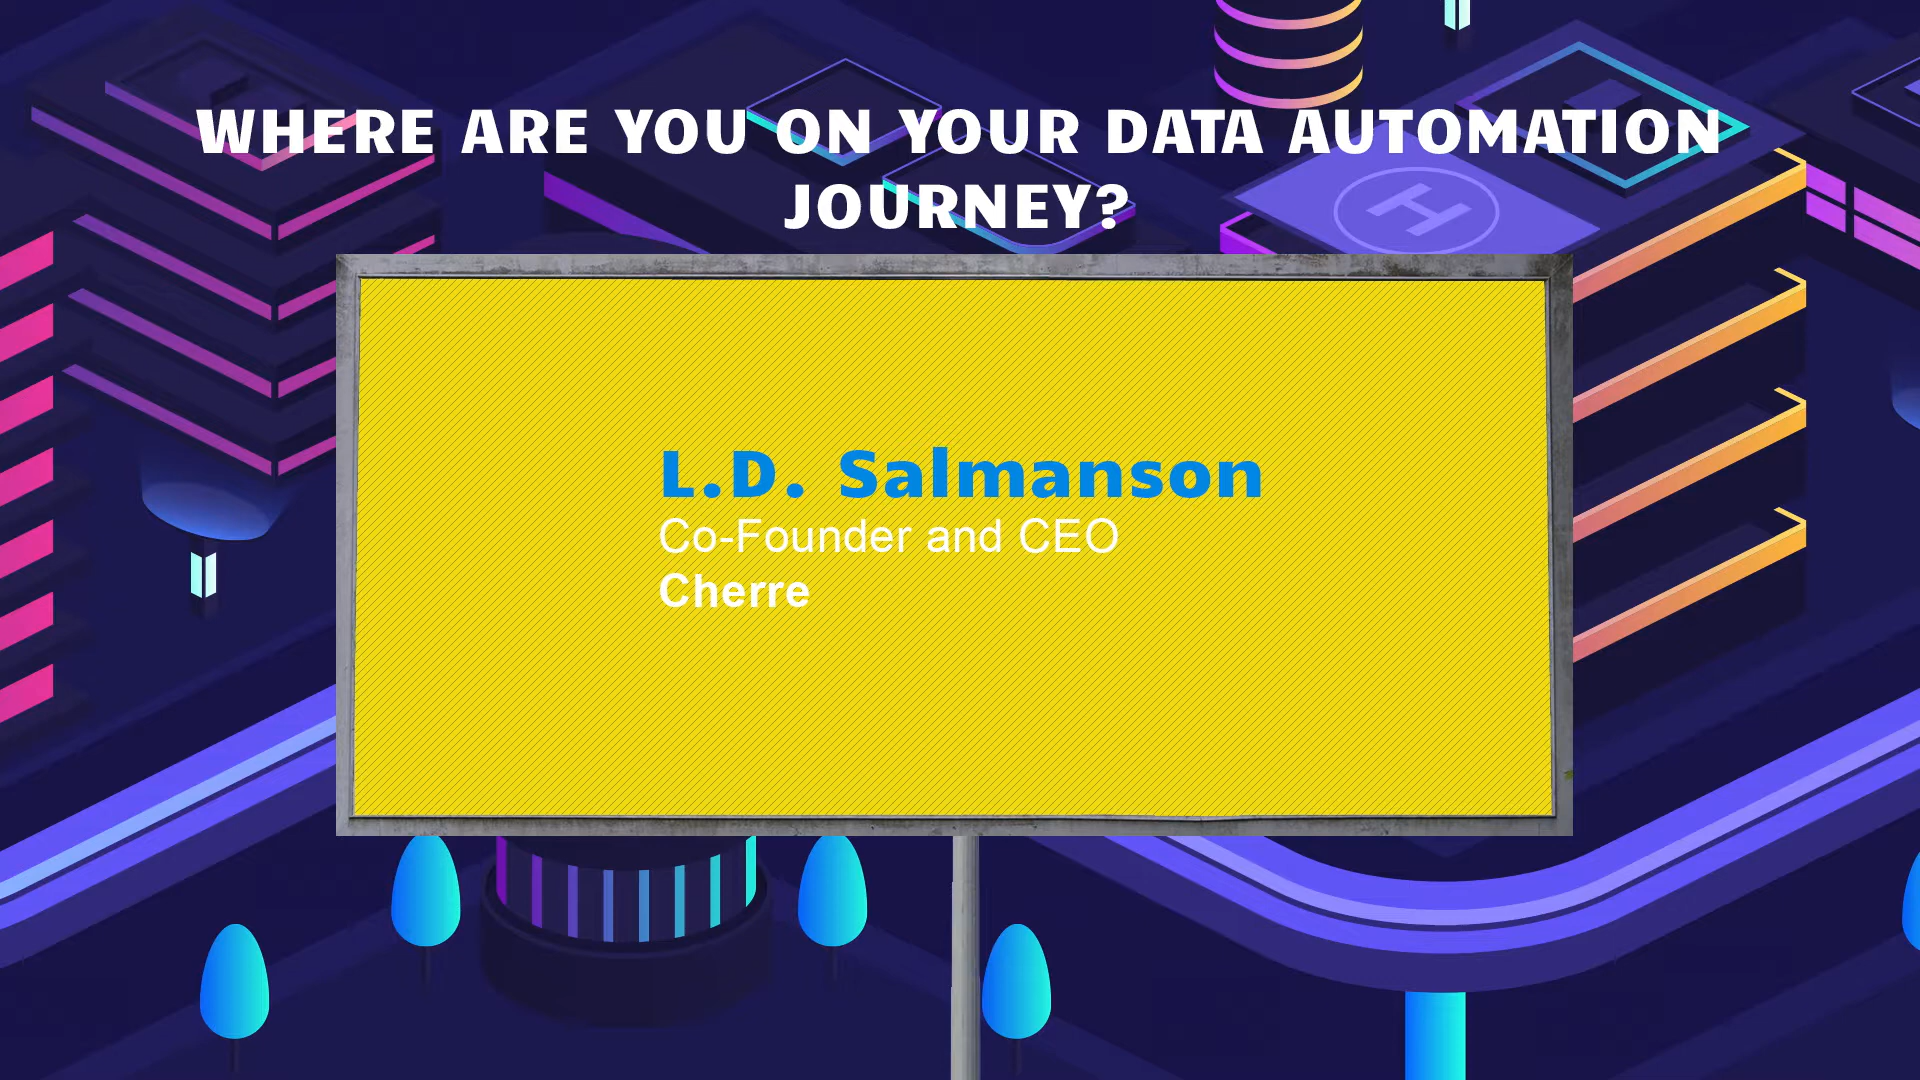 WHERE ARE YOU ON YOUR DATA AUTOMATION
JOURNEY?
H
L.D. Salmanson
Co-Founder and CEO
Cherre